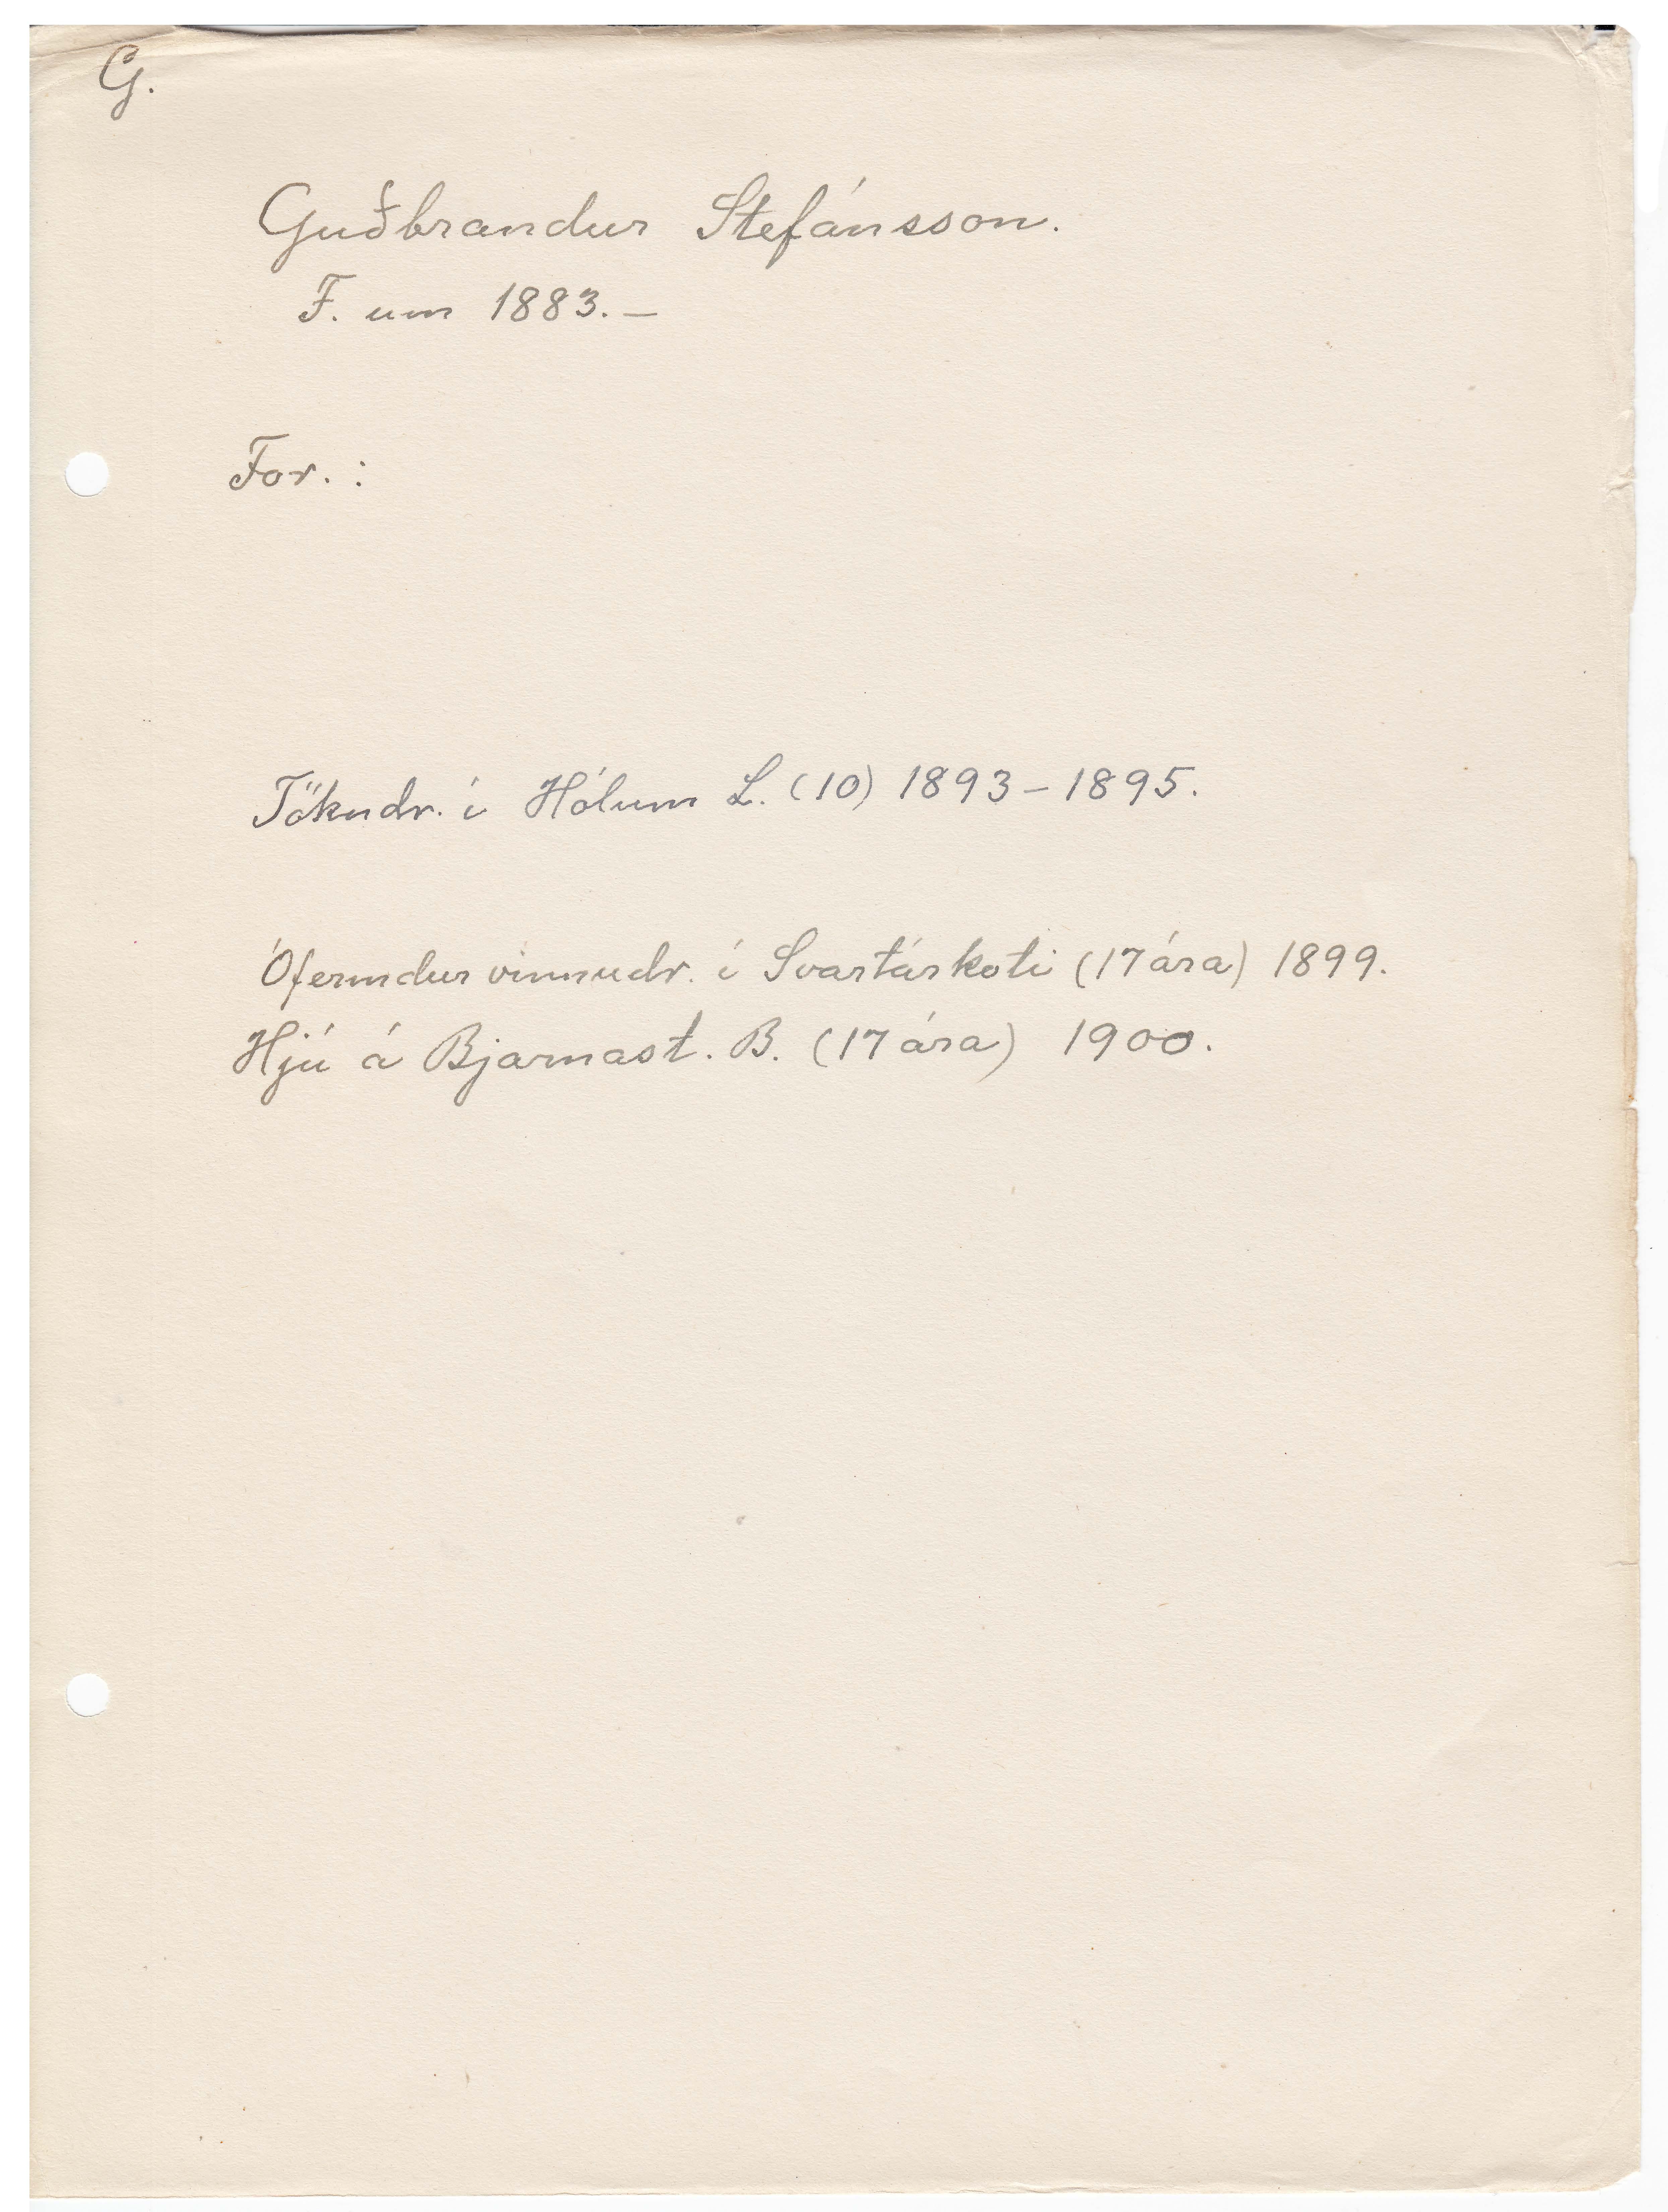 G.
Guðbrandur Stefánsson.
F. um 1883. –
For. :
Tökudr. í Hólum L. (10) 1893 – 1895.
Ófermdur vinnudr. í Svartárkoti (17 ára) 1899.
Hjú á Bjarnast. B. (17 ára) 1900.